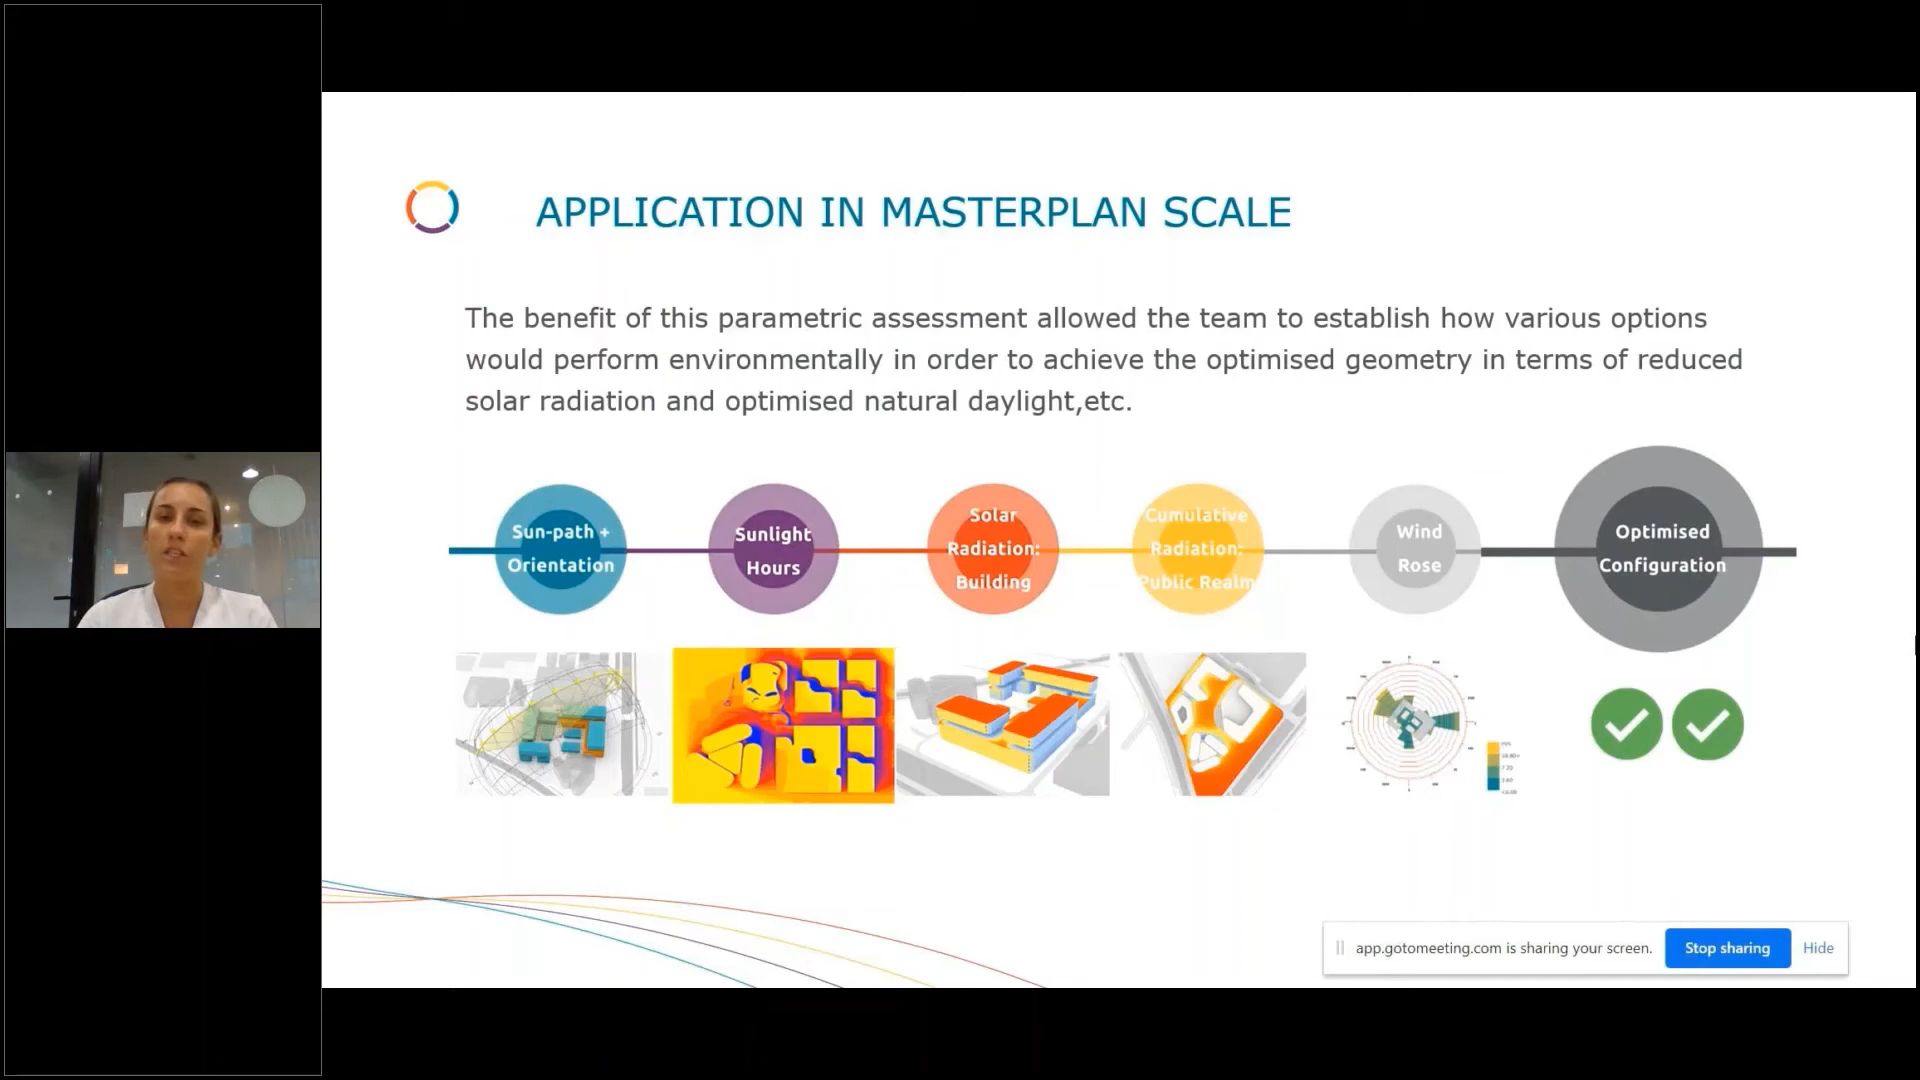 APPLICATION IN MASTERPLAN SCALE
The benefit of this parametric assessment allowed the team to establish how various options
would perform environmentally in order to achieve the optimised geometry in terms of reduced
solar radiation and optimised natural daylight,etc.
Sun-path +
Orientation
Sunlight
Hours
Solar
Radiation:
Building
Cumulative
Radiation:
Public Realm
Wind
Rose
Optimised
Configuration
app.gotomeeting.com is sharing your screen.
Stop sharing
Hide